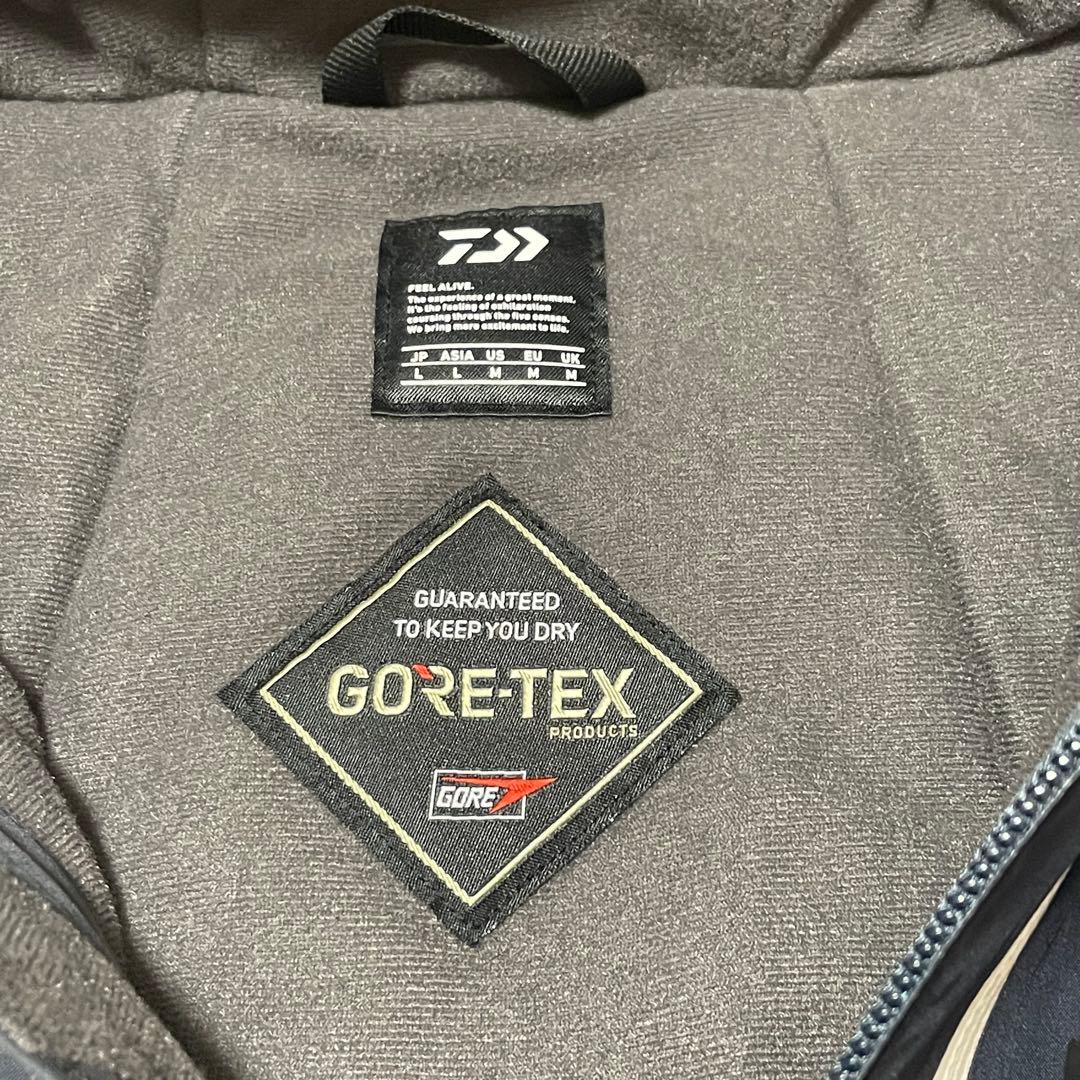 FEEL ALIVE.
The experience of a great moment.
It's the feeling of exhilaration
coursing through the five senses.
We bring more excitement to life.
JP ASIA US EU UK
L L M M M
GUARANTEED
TO KEEP YOU DRY
GORE-TEX
PRODUCTS
GORE